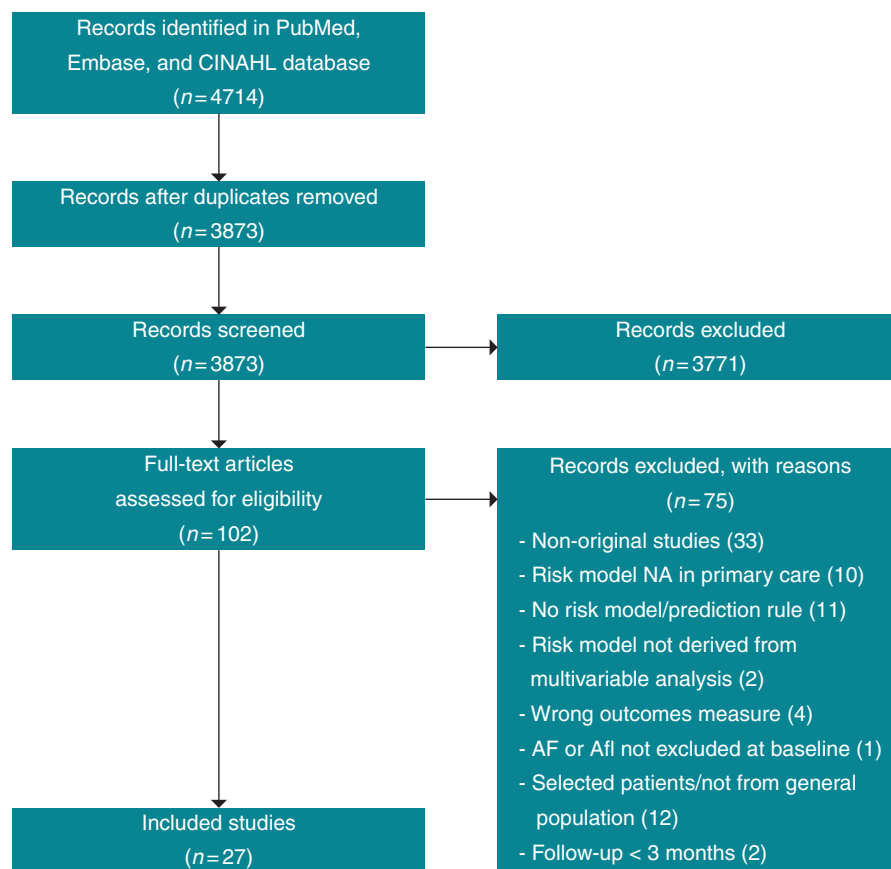 Records identified in PubMed,
Embase, and CINAHL database
(n=4714)
Records after duplicates removed
(n=3873)
Records screened
(n=3873)
Records excluded
(n=3771)
Full-text articles
assessed for eligibility
(n=102)
Records excluded, with reasons
(n=75)
- Non-original studies (33)
- Risk model NA in primary care (10)
- No risk model/prediction rule (11)
- Risk model not derived from
multivariable analysis (2)
- Wrong outcomes measure (4)
- AF or Afl not excluded at baseline (1)
- Selected patients/not from general
population (12)
- Follow-up < 3 months (2)
Included studies
(n=27)